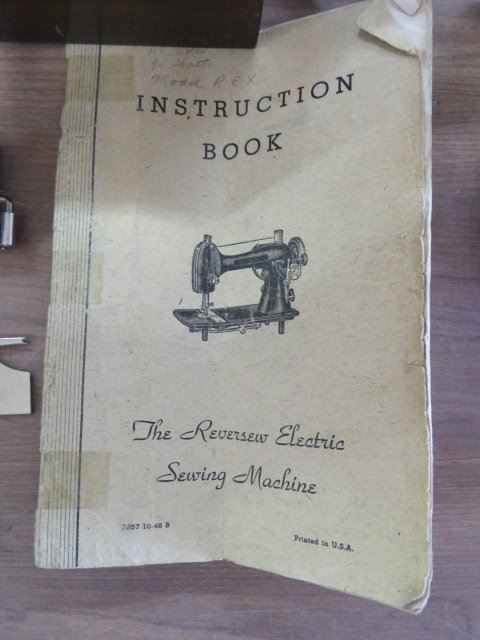 Model R.E.X.
INSTRUCTION
BOOK
The Reversew Electric
Sewing Machine
10-46 B
Printed in U.S.A.